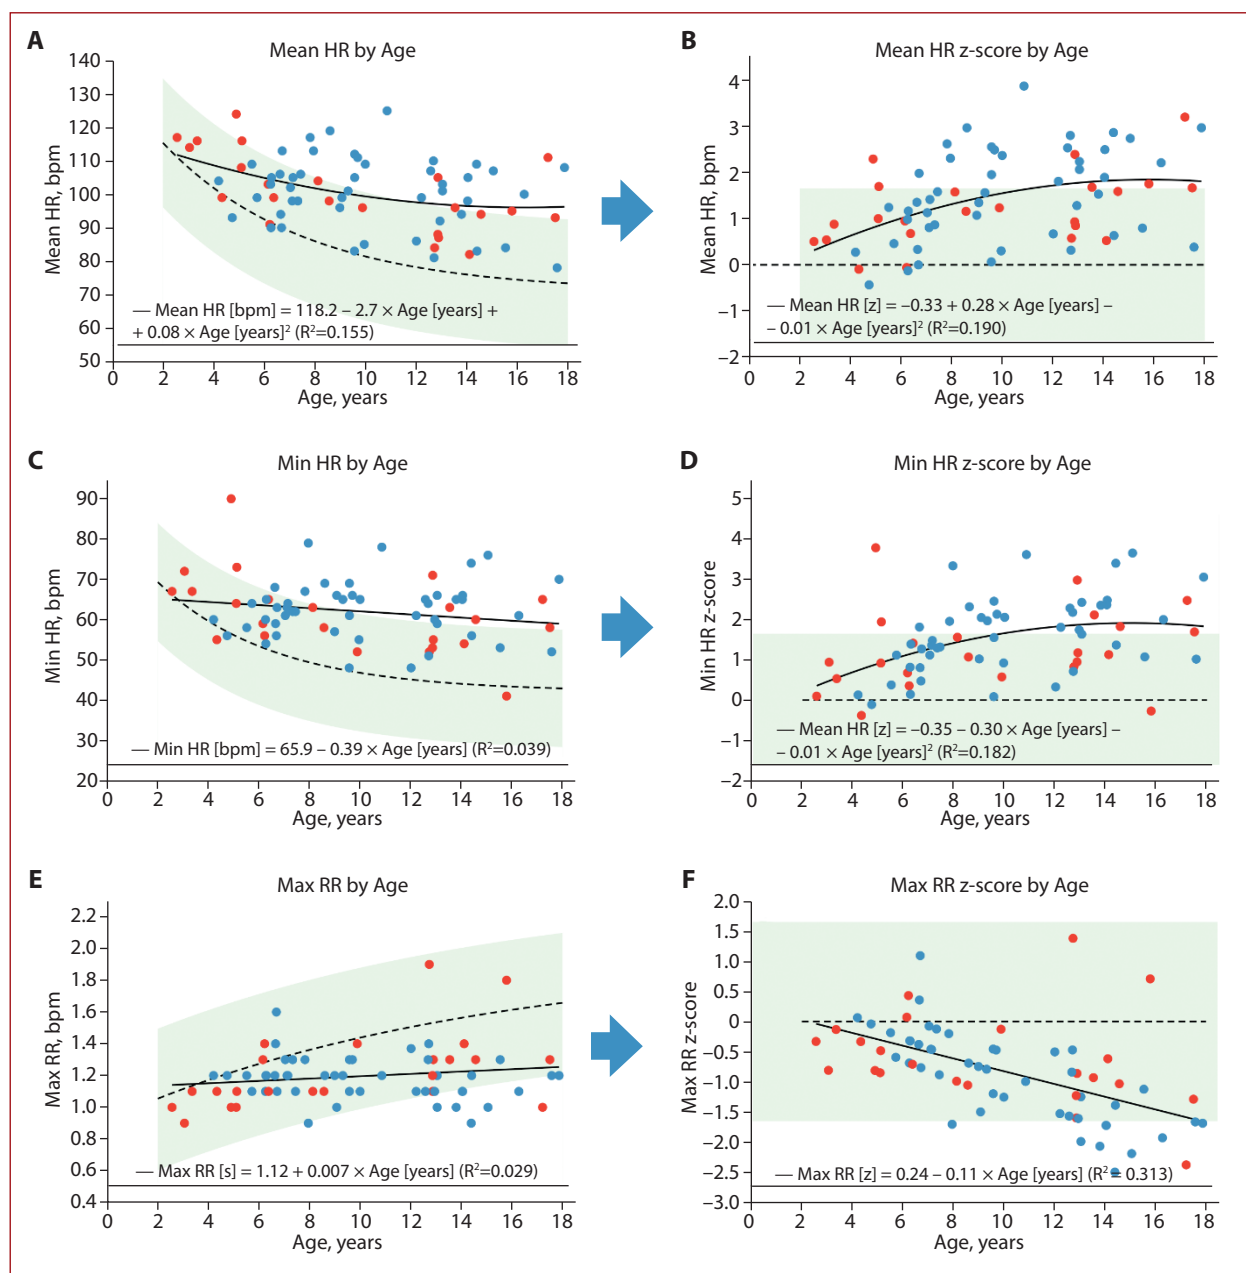 A
Mean HR by Age
Mean HR, bpm
140
130
120
110
100
90
80
70
60
50
— Mean HR [bpm] = 118.2 – 2.7 × Age [years] +
+ 0.08 × Age [years]² (R²=0.155)
0 2 4 6 8 10 12 14 16 18
Age, years
B
Mean HR z-score by Age
Mean HR, bpm
4
3
2
1
0
–1
–2
— Mean HR [z] = –0.33 + 0.28 × Age [years] –
– 0.01 × Age [years]² (R²=0.190)
0 2 4 6 8 10 12 14 16 18
Age, years
C
Min HR by Age
Min HR, bpm
90
80
70
60
50
40
30
20
— Min HR [bpm] = 65.9 – 0.39 × Age [years] (R²=0.039)
0 2 4 6 8 10 12 14 16 18
Age, years
D
Min HR z-score by Age
Min HR z-score
5
4
3
2
1
0
–1
–2
— Mean HR [z] = –0.35 – 0.30 × Age [years] –
– 0.01 × Age [years]² (R²=0.182)
0 2 4 6 8 10 12 14 16 18
Age, years
E
Max RR by Age
Max RR, bpm
2.2
2.0
1.8
1.6
1.4
1.2
1.0
0.8
0.6
0.4
— Max RR [s] = 1.12 + 0.007 × Age [years] (R²=0.029)
0 2 4 6 8 10 12 14 16 18
Age, years
F
Max RR z-score by Age
Max RR z-score
2.0
1.5
1.0
0.5
0
–0.5
–1.0
–1.5
–2.0
–2.5
–3.0
— Max RR [z] = 0.24 – 0.11 × Age [years] (R²= 0.313)
0 2 4 6 8 10 12 14 16 18
Age, years